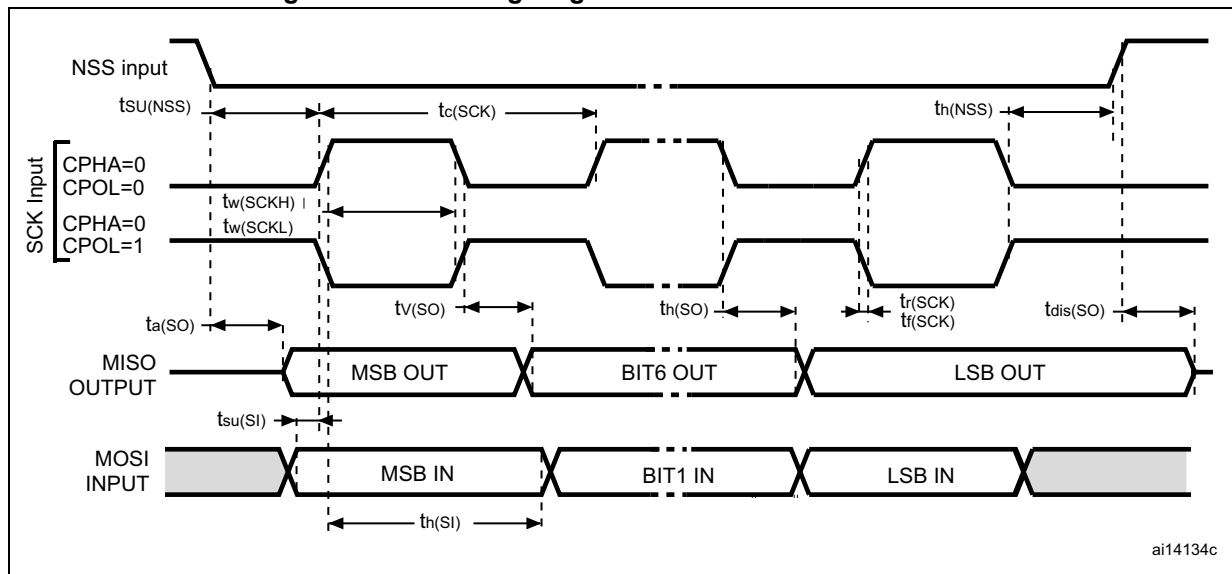 NSS input
tSU(NSS)
tc(SCK)
th(NSS)
SCK Input
CPHA=0
CPOL=0
tw(SCKH)
CPHA=0
tw(SCKL)
CPOL=1
tV(SO)
th(SO)
tr(SCK)
tf(SCK)
ta(SO)
tdis(SO)
MISO
OUTPUT
MSB OUT
BIT6 OUT
LSB OUT
tsu(SI)
MOSI
INPUT
MSB IN
BIT1 IN
LSB IN
th(SI)
ai14134c